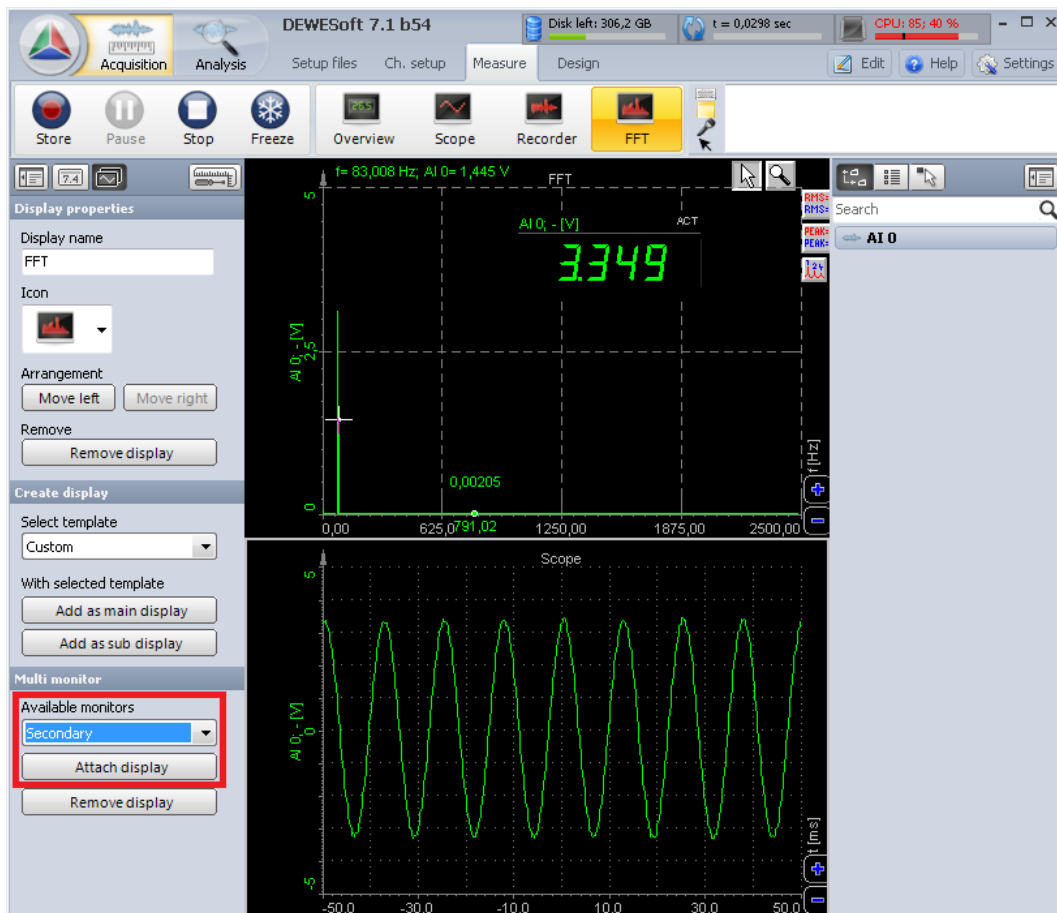 DEWESoft 7.1 b54
Disk left: 306,2 GB
t = 0,0298 sec
CPU: 85; 40 %
Acquisition
Analysis
Setup files
Ch. setup
Measure
Design
Edit
Help
Settings
Store
Pause
Stop
Freeze
Overview
Scope
Recorder
FFT
7.4
Display properties
Display name
FFT
Icon
Arrangement
Move left
Move right
Remove
Remove display
Create display
Select template
Custom
With selected template
Add as main display
Add as sub display
Multi monitor
Available monitors
Secondary
Attach display
Remove display
f= 83,008 Hz; AI 0= 1,445 V
FFT
AI 0; - [V]
ACT
3.349
RMS=
RMS=
PEAK=
PEAK=
5
AI 0; - [V]
2,5
0
0,00205
791,02
f [Hz]
0,00
625,0
1250,00
1875,00
2500,00
Scope
5
AI 0; - [V]
0
-5
t [ms]
-50.0
-30.0
-10.0
10.0
30.0
50.0
Search
AI 0